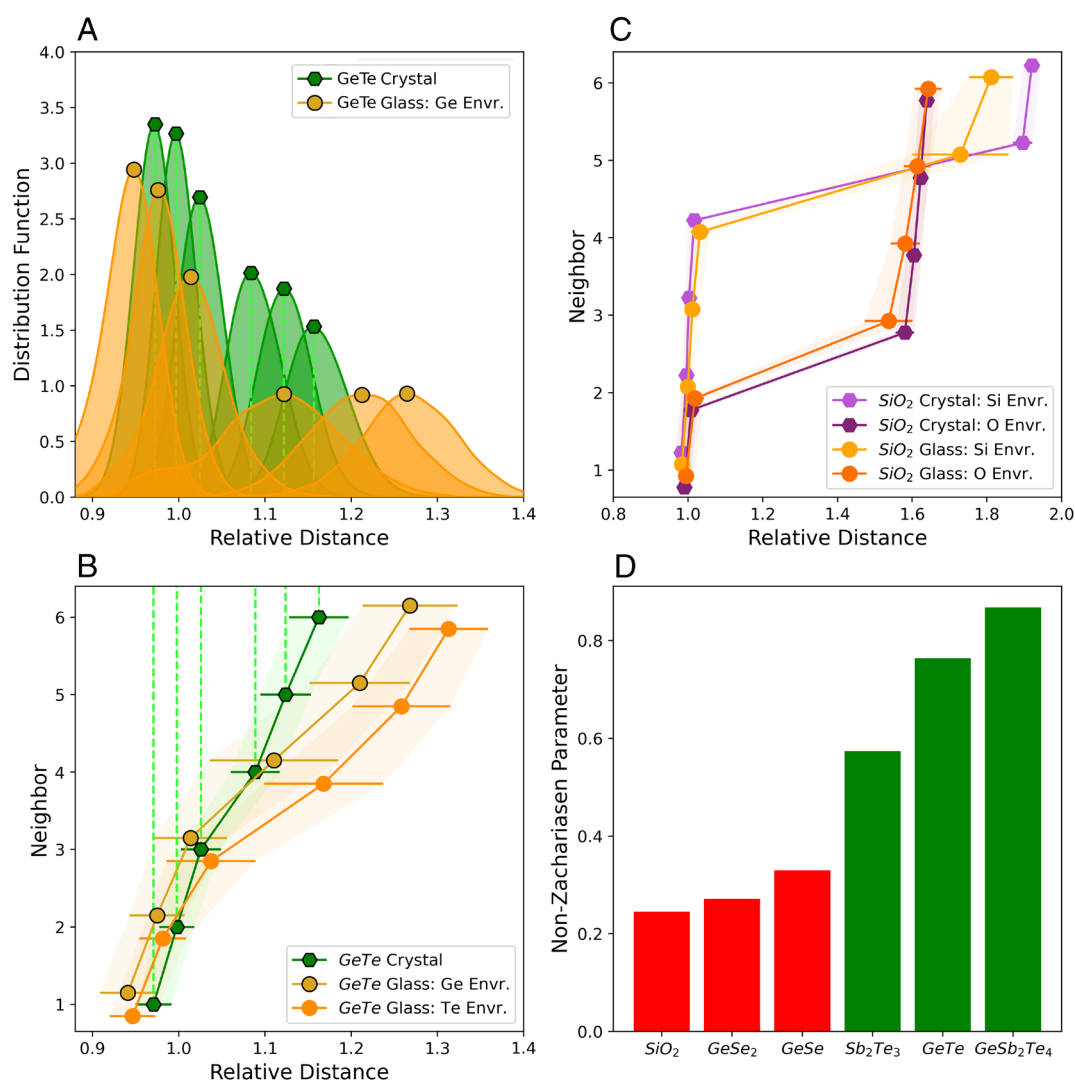 A
4.0
3.5
3.0
2.5
2.0
1.5
1.0
0.5
0.0
Distribution Function
GeTe Crystal
GeTe Glass: Ge Envr.
0.9 1.0 1.1 1.2 1.3 1.4
Relative Distance
C
6
5
4
3
2
1
Neighbor
SiO2 Crystal: Si Envr.
SiO2 Crystal: O Envr.
SiO2 Glass: Si Envr.
SiO2 Glass: O Envr.
0.8 1.0 1.2 1.4 1.6 1.8 2.0
Relative Distance
B
6
5
4
3
2
1
Neighbor
GeTe Crystal
GeTe Glass: Ge Envr.
GeTe Glass: Te Envr.
0.9 1.0 1.1 1.2 1.3 1.4
Relative Distance
D
0.8
0.6
0.4
0.2
0.0
Non-Zachariasen Parameter
SiO2 GeSe2 GeSe Sb2Te3 GeTe GeSb2Te4